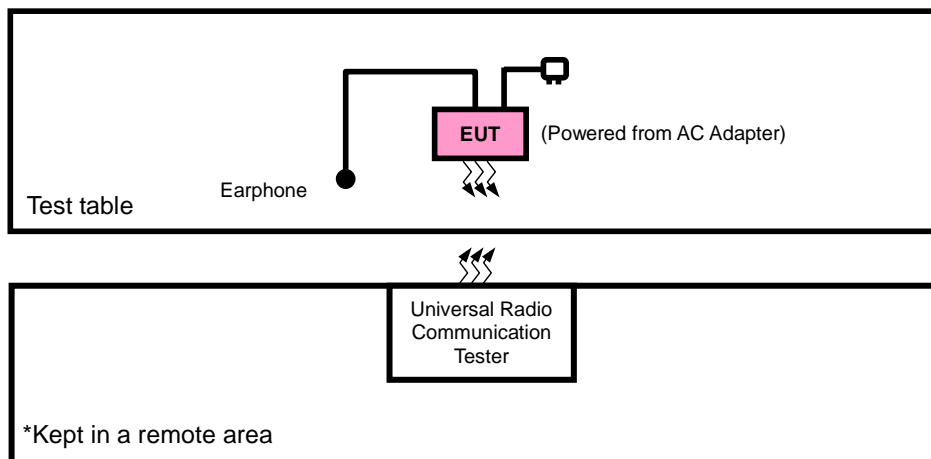 EUT
(Powered from AC Adapter)
Earphone
Test table
Universal Radio
Communication
Tester
*Kept in a remote area